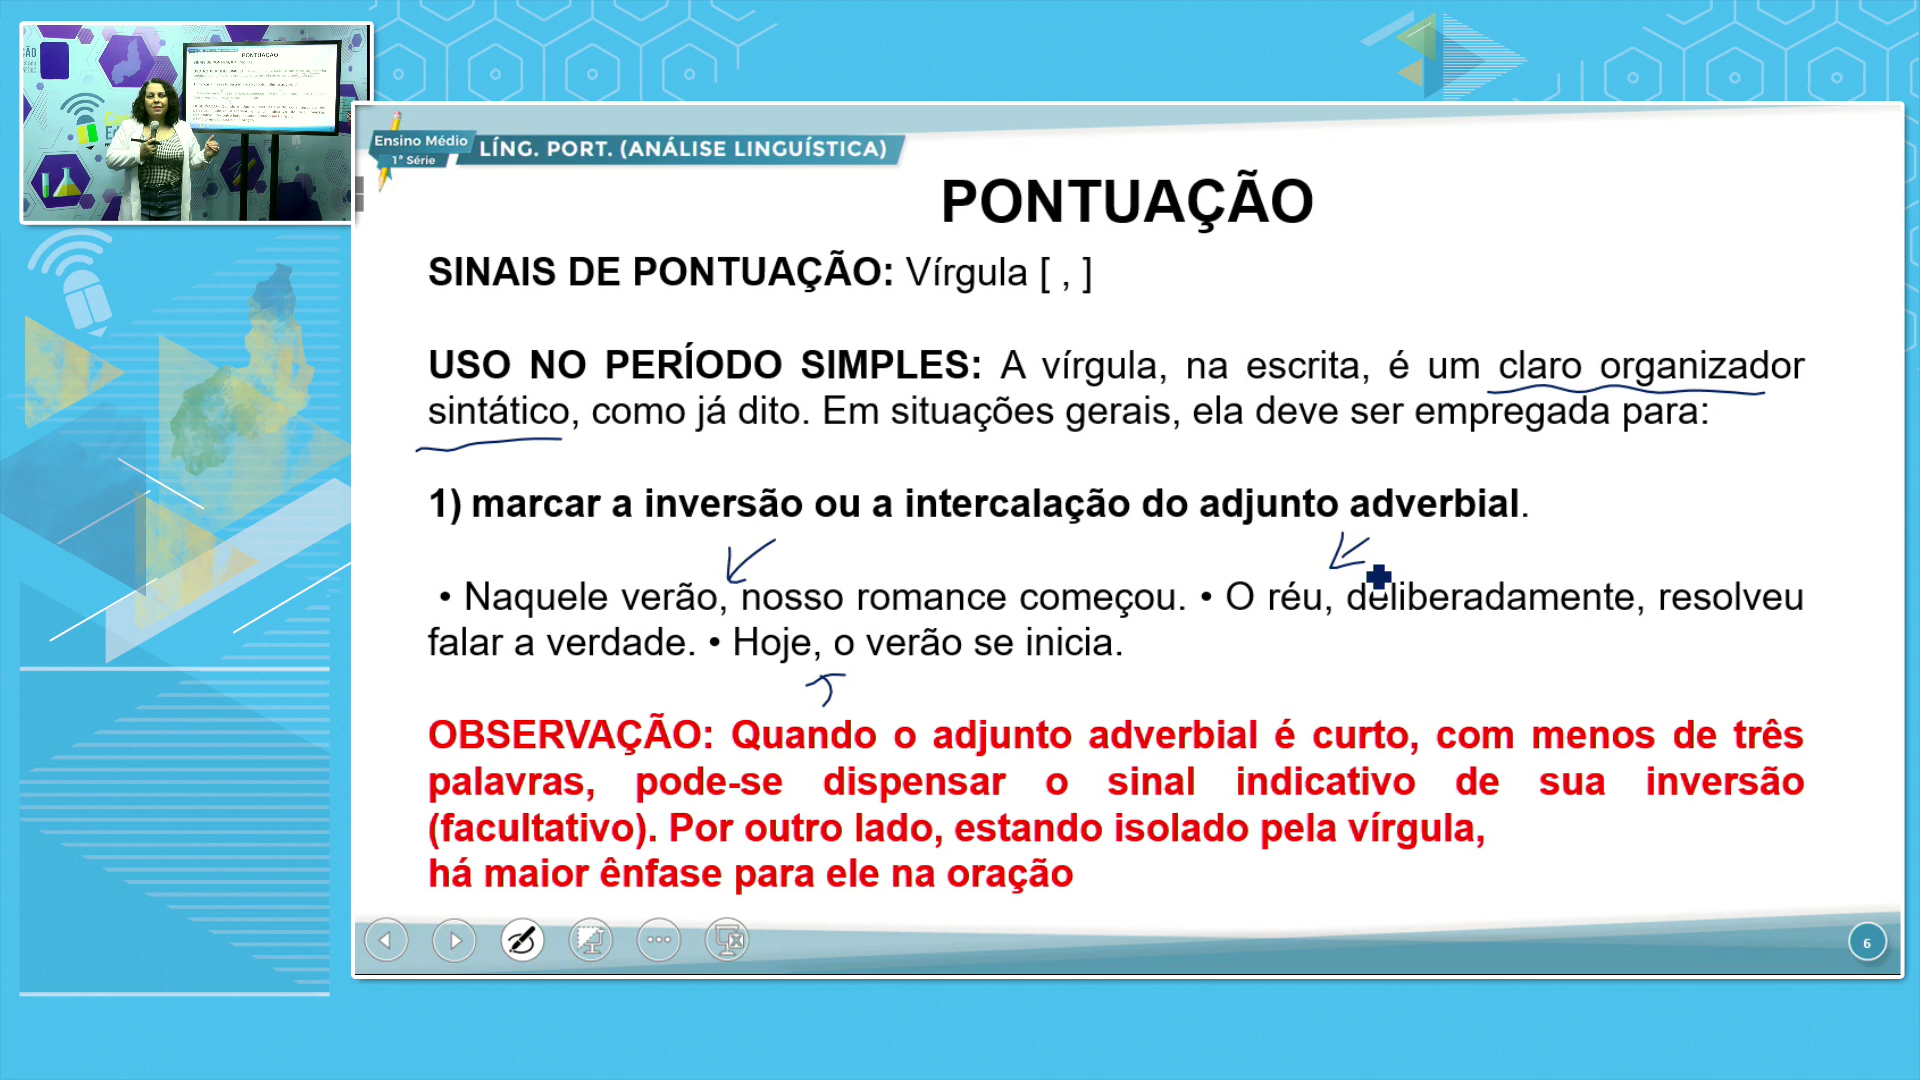 PONTUAÇÃO
Ensino Médio
1ª Série
LÍNG. PORT. (ANÁLISE LINGUÍSTICA)
PONTUAÇÃO
SINAIS DE PONTUAÇÃO: Vírgula [ , ]
USO NO PERÍODO SIMPLES: A vírgula, na escrita, é um claro organizador
sintático, como já dito. Em situações gerais, ela deve ser empregada para:
1) marcar a inversão ou a intercalação do adjunto adverbial.
• Naquele verão, nosso romance começou. • O réu, deliberadamente, resolveu
falar a verdade. • Hoje, o verão se inicia.
OBSERVAÇÃO: Quando o adjunto adverbial é curto, com menos de três
palavras, pode-se dispensar o sinal indicativo de sua inversão
(facultativo). Por outro lado, estando isolado pela vírgula,
há maior ênfase para ele na oração
6